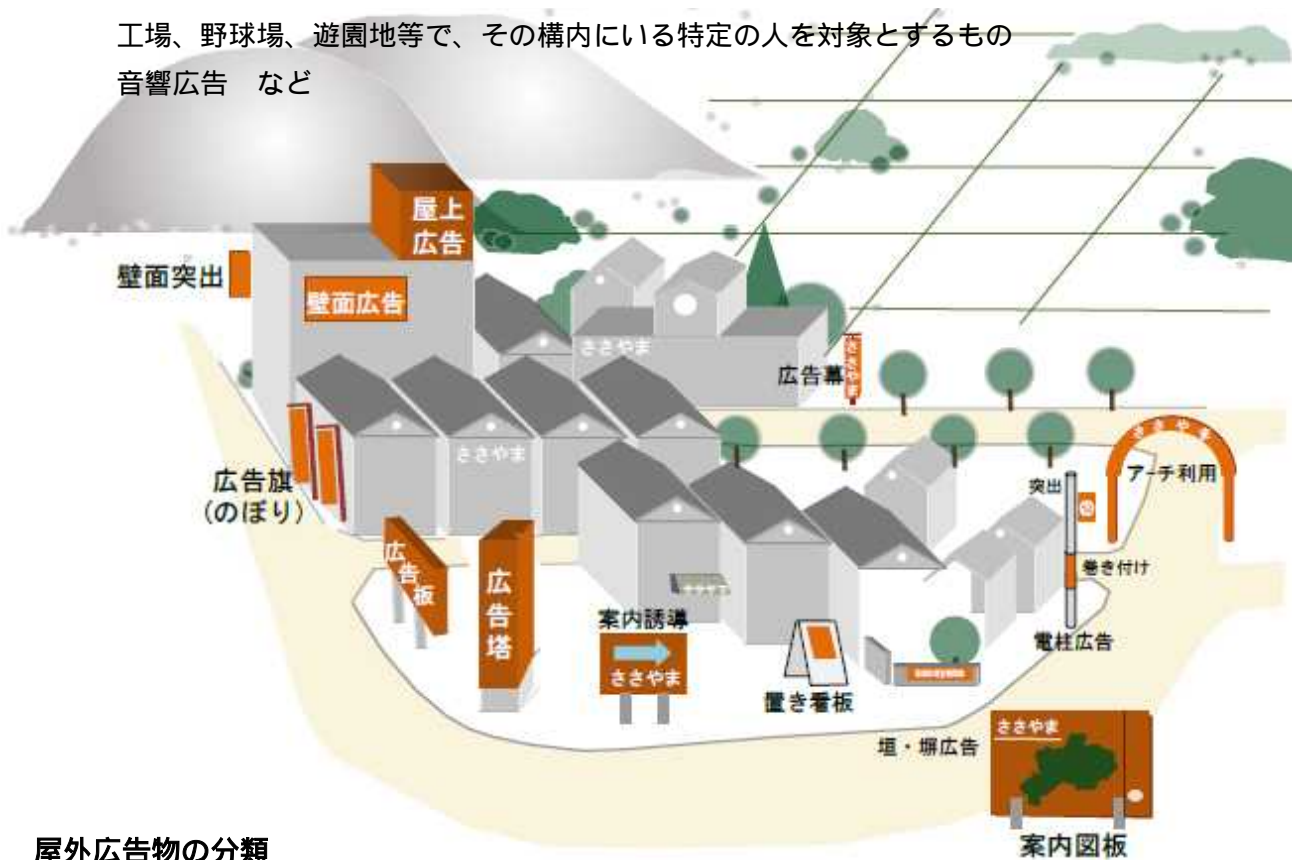 工場、野球場、遊園地等で、その構内にいる特定の人を対象とするもの
音響広告　など
屋上
広告
壁面突出
壁面広告
ささやま
広告幕
ささやま
ささやま
アーチ利用
ささやま
広告旗
(のぼり)
突出
巻き付け
電柱広告
広告板
広告塔
案内誘導
ささやま
置き看板
垣・塀広告
ささやま
案内図板
屋外広告物の分類